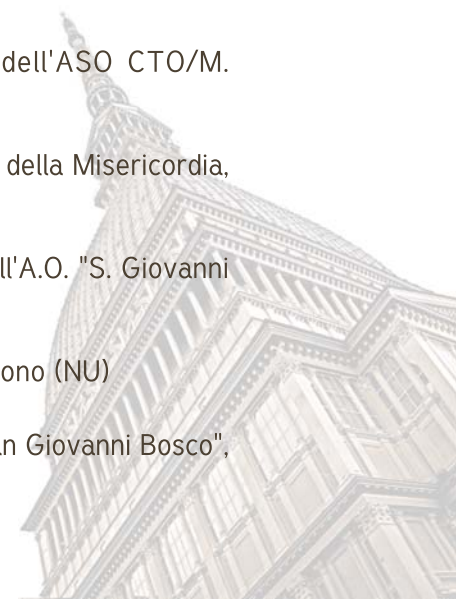 dell'ASO CTO/M.
della Misericordia,
ll'A.O. "S. Giovanni
ono (NU)
n Giovanni Bosco",